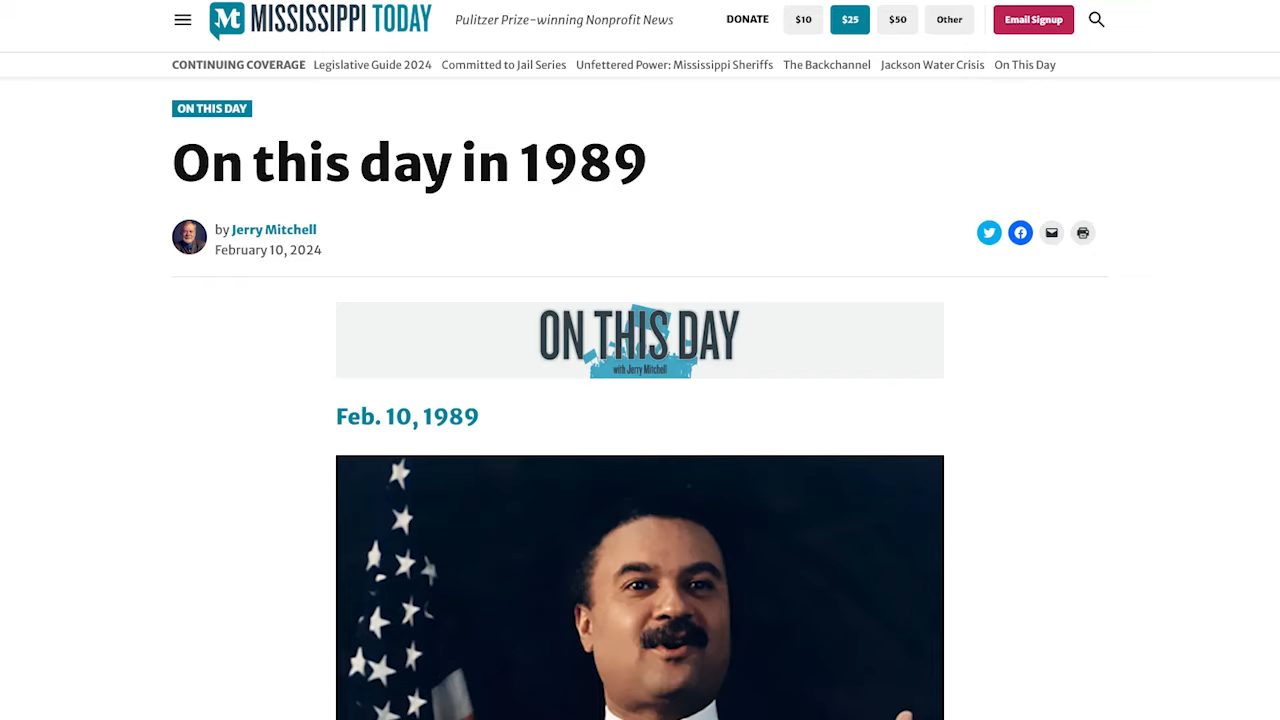 Mt MISSISSIPPI TODAY Pulitzer Prize-winning Nonprofit News DONATE $10 $25 $50 Other Email Signup
CONTINUING COVERAGE Legislative Guide 2024 Committed to Jail Series Unfettered Power: Mississippi Sheriffs The Backchannel Jackson Water Crisis On This Day
ON THIS DAY
On this day in 1989
by Jerry Mitchell
February 10, 2024
ON THIS DAY
with Jerry Mitchell
Feb. 10, 1989